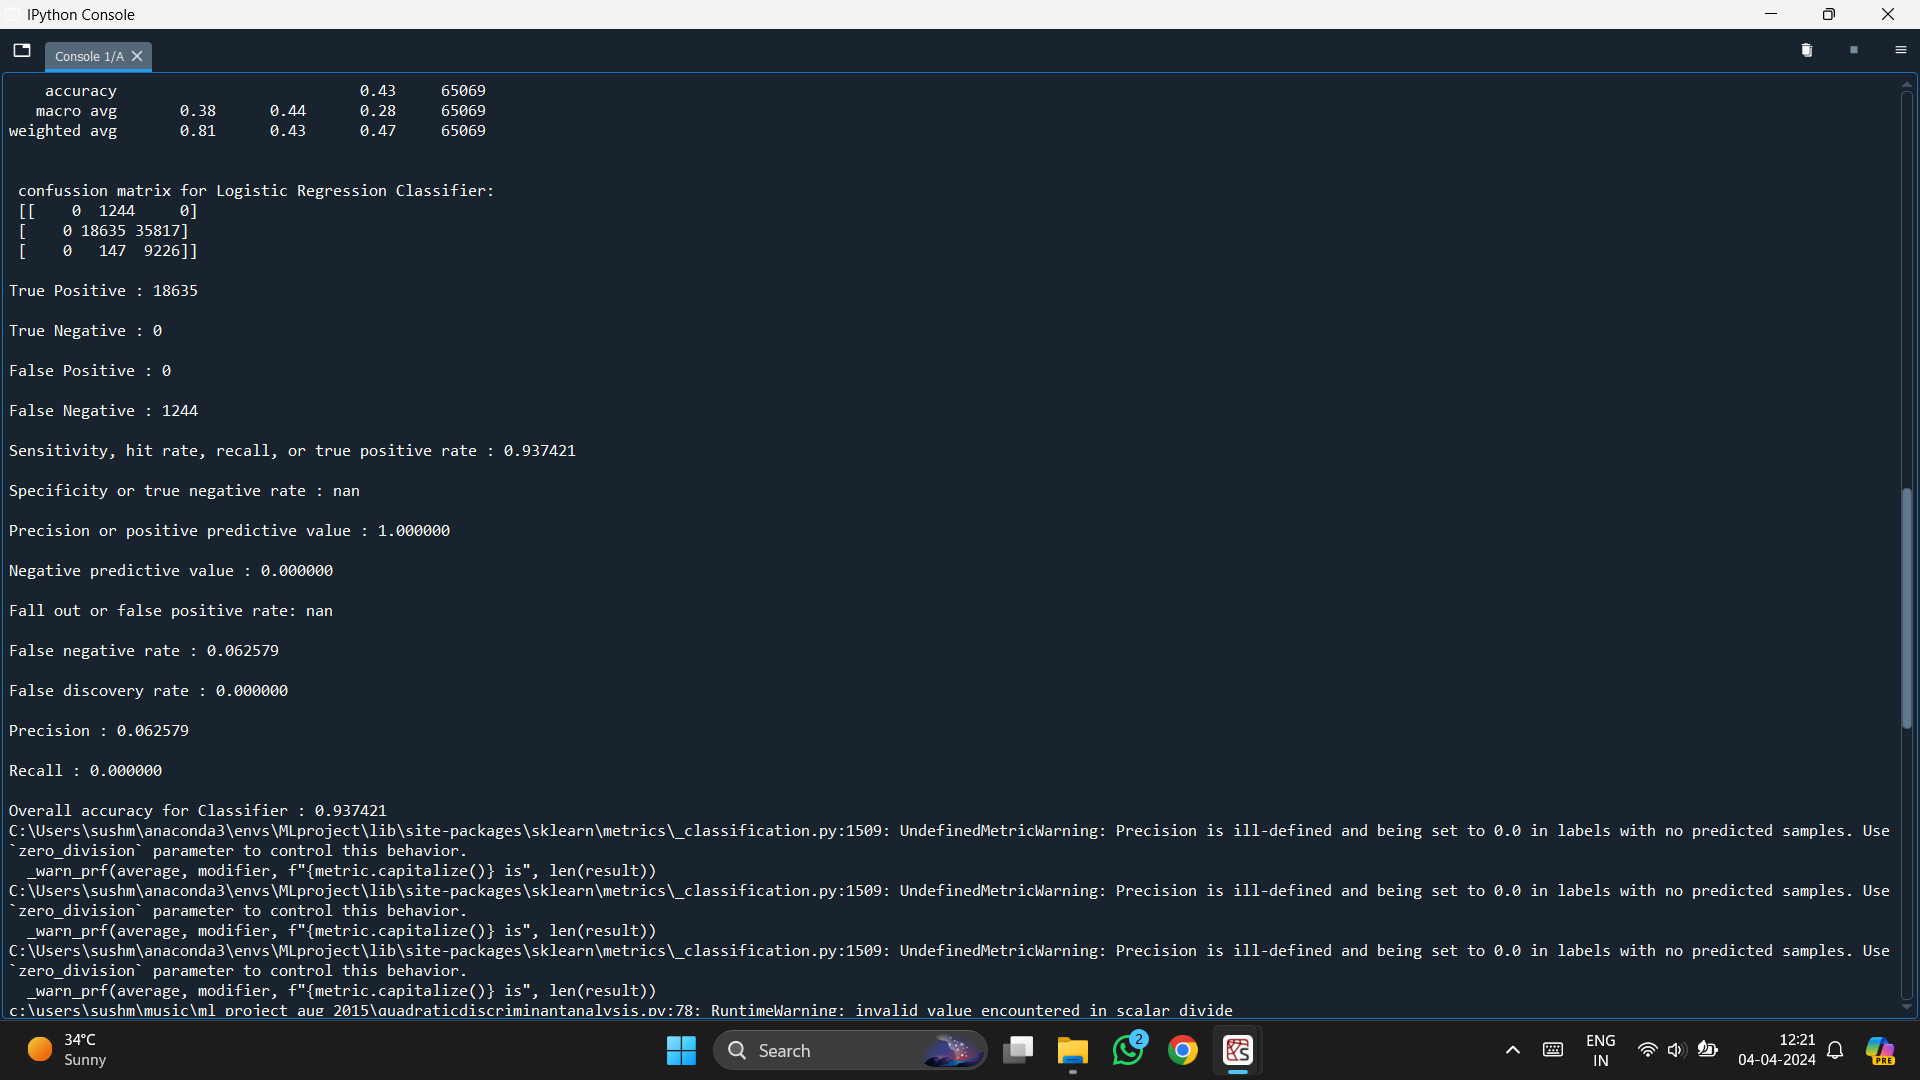 IPython Console
Console 1/A
accuracy 0.43 65069
macro avg 0.38 0.44 0.28 65069
weighted avg 0.81 0.43 0.47 65069
confussion matrix for Logistic Regression Classifier:
[[ 0 1244 0]
[ 0 18635 35817]
[ 0 147 9226]]
True Positive : 18635
True Negative : 0
False Positive : 0
False Negative : 1244
Sensitivity, hit rate, recall, or true positive rate : 0.937421
Specificity or true negative rate : nan
Precision or positive predictive value : 1.000000
Negative predictive value : 0.000000
Fall out or false positive rate: nan
False negative rate : 0.062579
False discovery rate : 0.000000
Precision : 0.062579
Recall : 0.000000
Overall accuracy for Classifier : 0.937421
C:\Users\sushm\anaconda3\envs\MLproject\lib\site-packages\sklearn\metrics\_classification.py:1509: UndefinedMetricWarning: Precision is ill-defined and being set to 0.0 in labels with no predicted samples. Use
`zero_division` parameter to control this behavior.
_warn_prf(average, modifier, f"{metric.capitalize()} is", len(result))
C:\Users\sushm\anaconda3\envs\MLproject\lib\site-packages\sklearn\metrics\_classification.py:1509: UndefinedMetricWarning: Precision is ill-defined and being set to 0.0 in labels with no predicted samples. Use
`zero_division` parameter to control this behavior.
_warn_prf(average, modifier, f"{metric.capitalize()} is", len(result))
C:\Users\sushm\anaconda3\envs\MLproject\lib\site-packages\sklearn\metrics\_classification.py:1509: UndefinedMetricWarning: Precision is ill-defined and being set to 0.0 in labels with no predicted samples. Use
`zero_division` parameter to control this behavior.
_warn_prf(average, modifier, f"{metric.capitalize()} is", len(result))
c:\users\sushm\music\ml project aug 2015\quadraticdiscriminantanalysis.py:78: RuntimeWarning: invalid value encountered in scalar divide
34°C
Sunny
Search
2
ENG
IN
12:21
04-04-2024
PRE